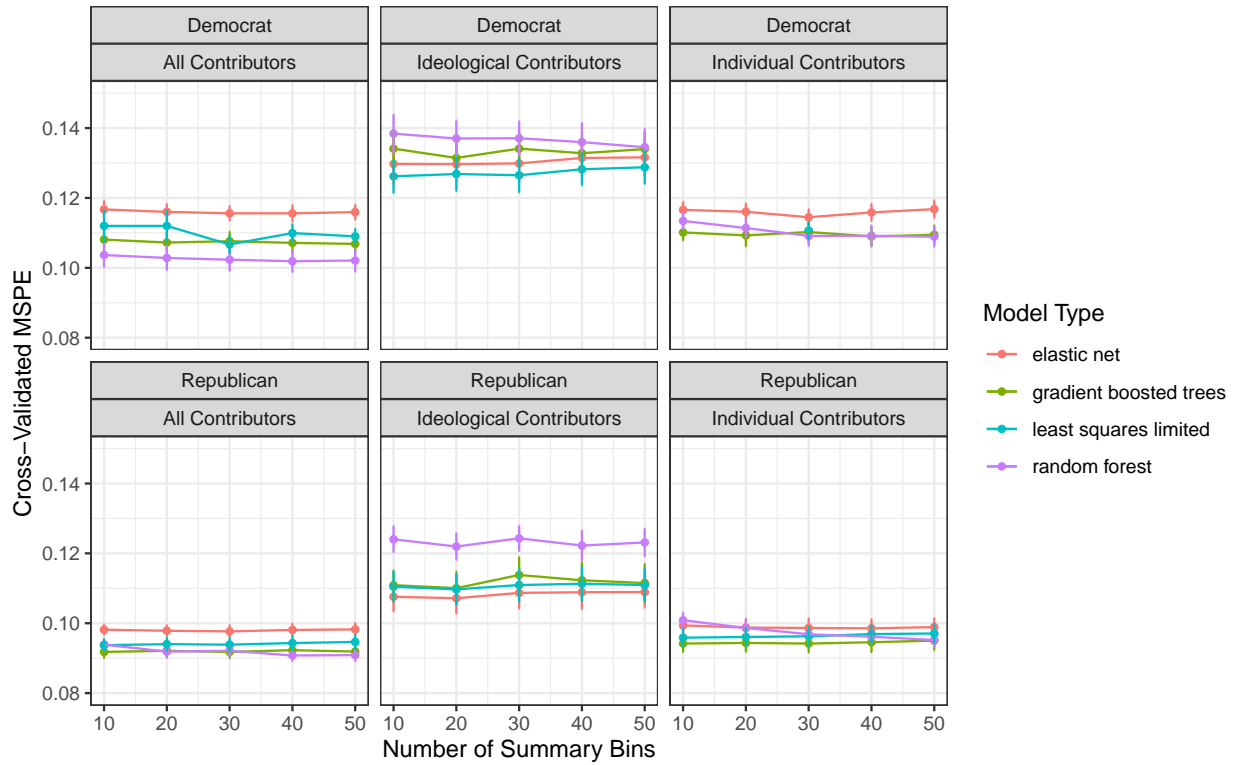 Democrat
All Contributors
Democrat
Ideological Contributors
Democrat
Individual Contributors
0.14
0.12
0.10
0.08
Republican
All Contributors
Republican
Ideological Contributors
Republican
Individual Contributors
0.14
0.12
0.10
0.08
10 20 30 40 50
10 20 30 40 50
10 20 30 40 50
Number of Summary Bins
Cross−Validated MSPE
Model Type
elastic net
gradient boosted trees
least squares limited
random forest